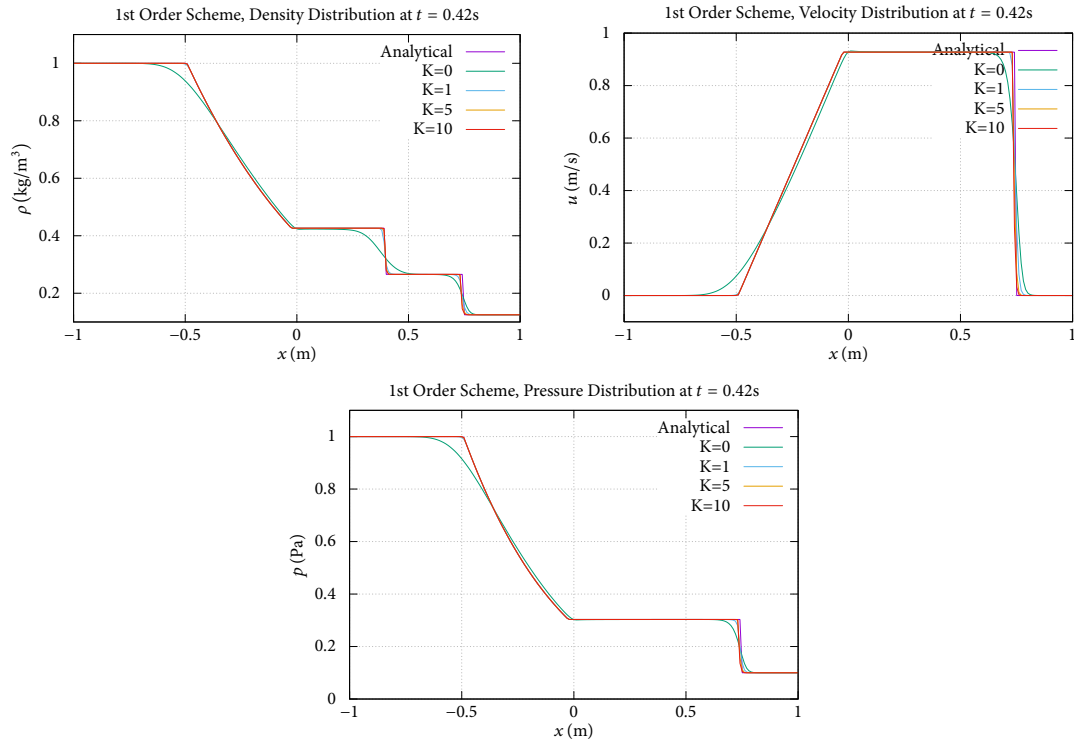 1st Order Scheme, Density Distribution at t = 0.42s
Analytical
K=0
K=1
K=5
K=10
1
0.8
0.6
0.4
0.2
ρ (kg/m³)
−1
−0.5
0
0.5
1
x (m)
1st Order Scheme, Velocity Distribution at t = 0.42s
Analytical
K=0
K=1
K=5
K=10
1
0.8
0.6
0.4
0.2
0
u (m/s)
−1
−0.5
0
0.5
1
x (m)
1st Order Scheme, Pressure Distribution at t = 0.42s
Analytical
K=0
K=1
K=5
K=10
1
0.8
0.6
0.4
0.2
0
p (Pa)
−1
−0.5
0
0.5
1
x (m)